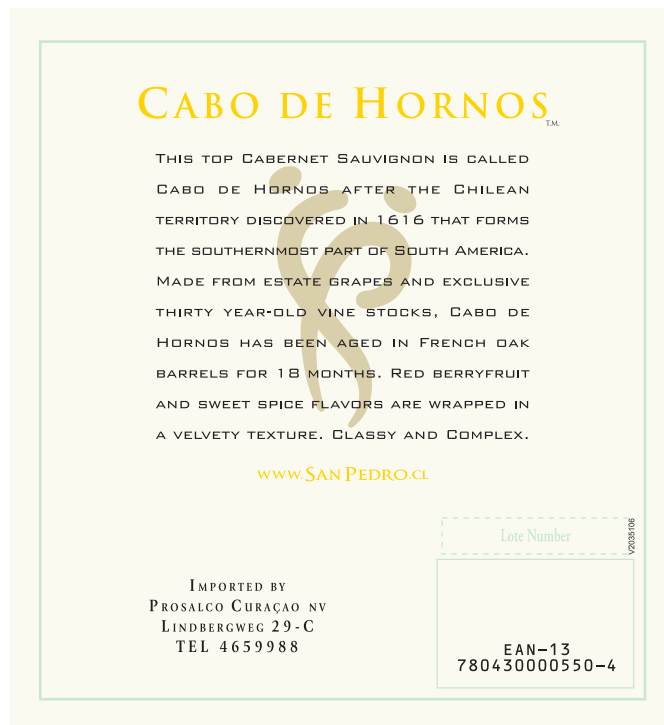 CABO DE HORNOS T.M.
THIS TOP CABERNET SAUVIGNON IS CALLED
CABO DE HORNOS AFTER THE CHILEAN
TERRITORY DISCOVERED IN 1616 THAT FORMS
THE SOUTHERNMOST PART OF SOUTH AMERICA.
MADE FROM ESTATE GRAPES AND EXCLUSIVE
THIRTY YEAR-OLD VINE STOCKS, CABO DE
HORNOS HAS BEEN AGED IN FRENCH OAK
BARRELS FOR 18 MONTHS. RED BERRYFRUIT
AND SWEET SPICE FLAVORS ARE WRAPPED IN
A VELVETY TEXTURE. CLASSY AND COMPLEX.
WWW.SAN PEDRO.CL
Lote Number
V2035106
IMPORTED BY
PROSALCO CURAÇAO NV
LINDBERGWEG 29-C
TEL 4659988
EAN-13
780430000550-4